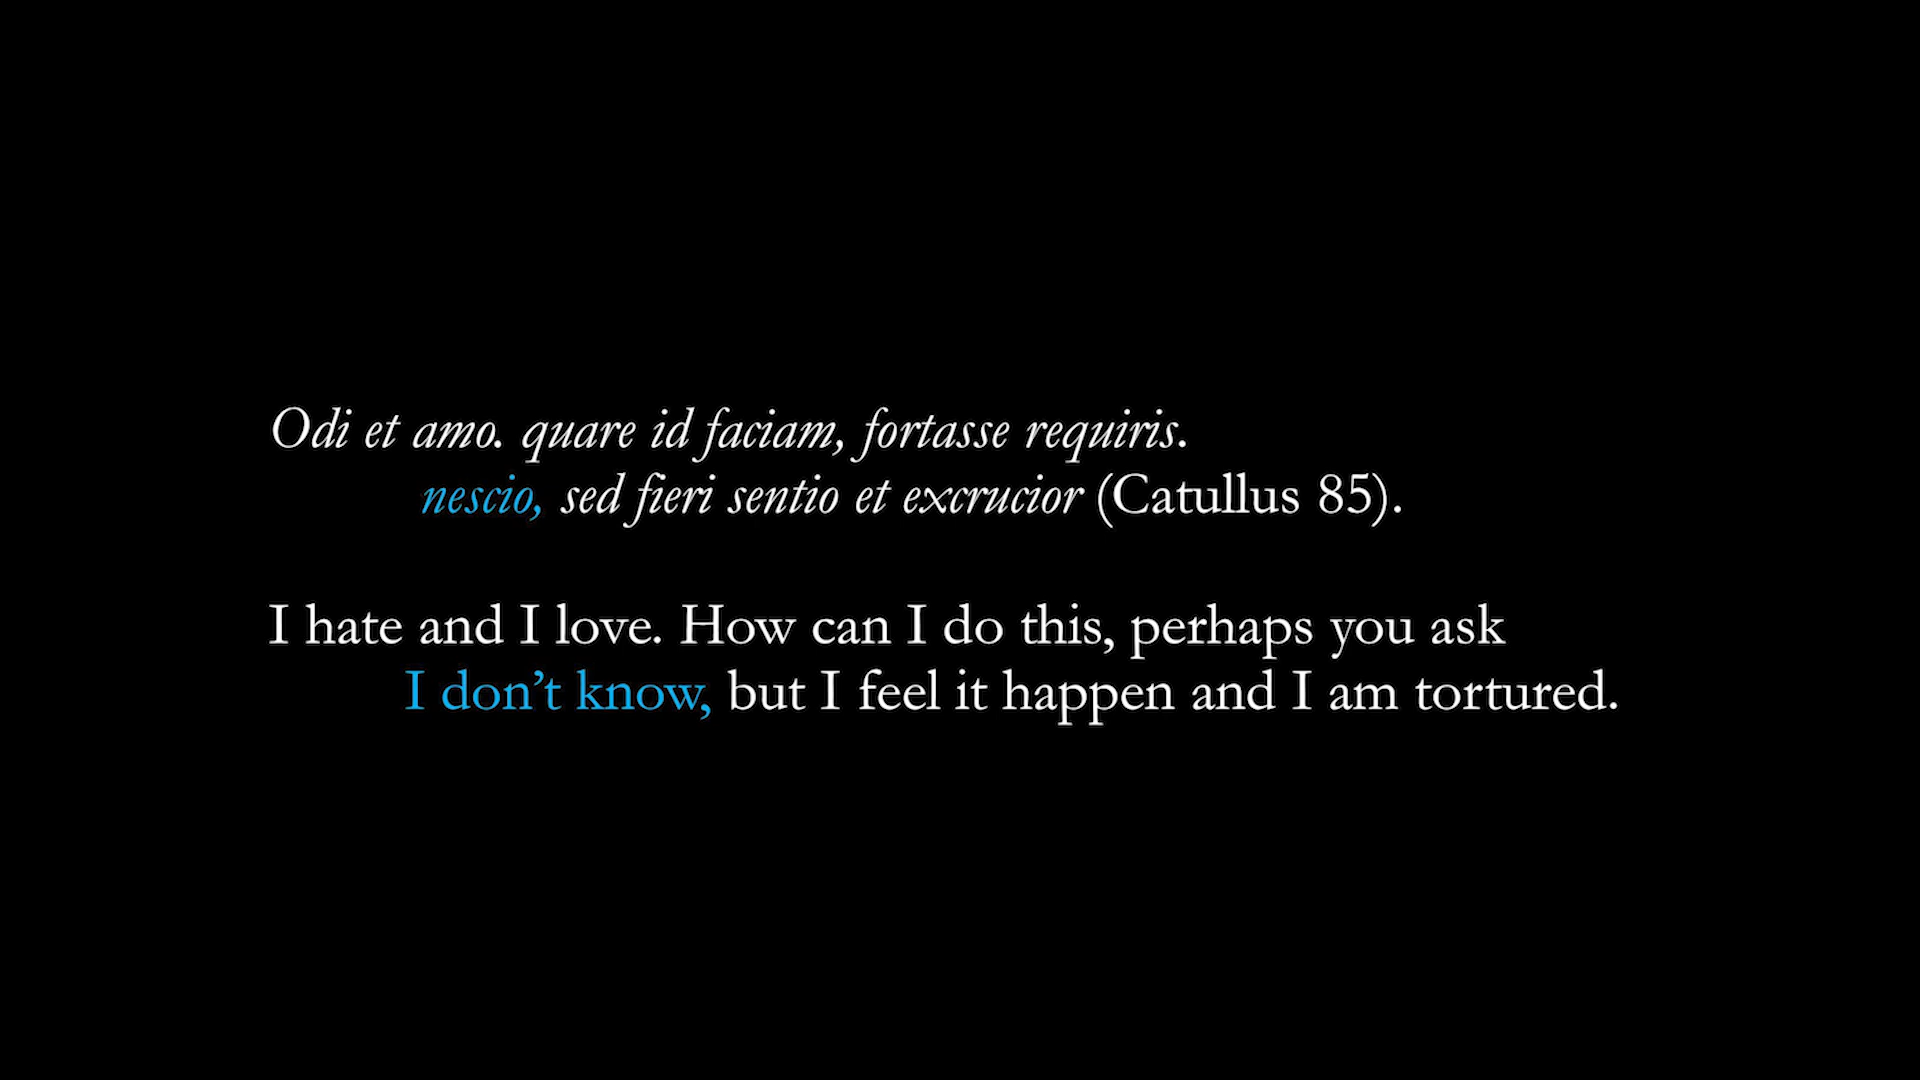 Odi et amo. quare id faciam, fortasse requiris.
nescio, sed fieri sentio et excrucior (Catullus 85).
I hate and I love. How can I do this, perhaps you ask
I don’t know, but I feel it happen and I am tortured.